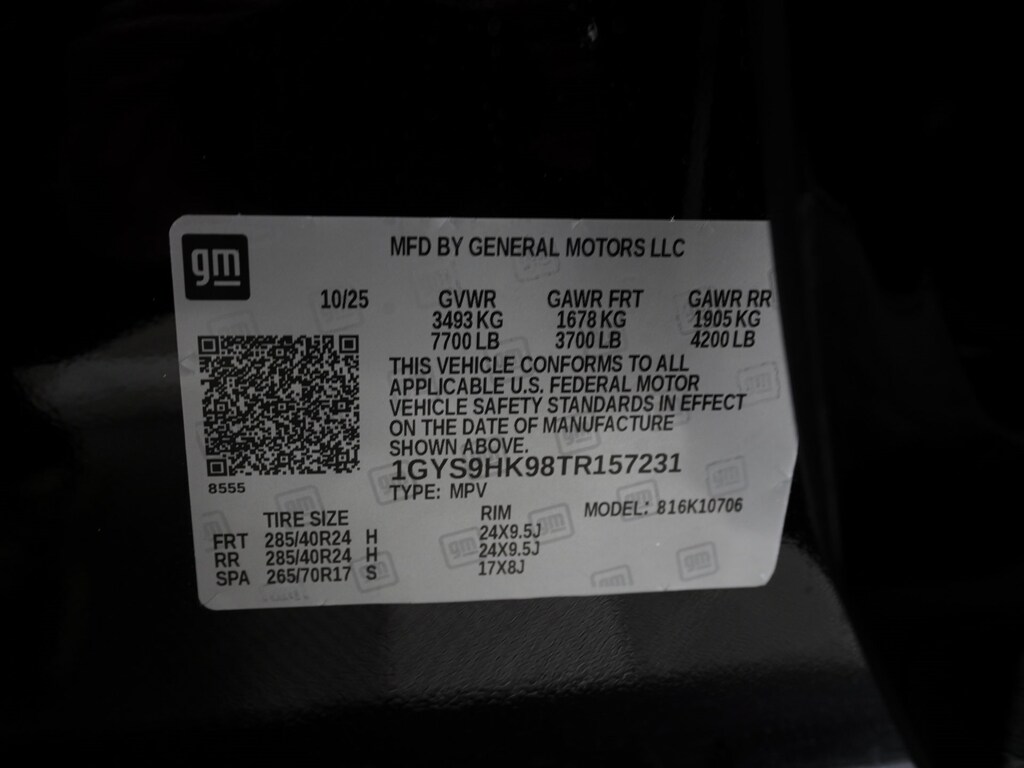 gm
MFD BY GENERAL MOTORS LLC
10/25 GVWR GAWR FRT GAWR RR
3493 KG 1678 KG 1905 KG
7700 LB 3700 LB 4200 LB
THIS VEHICLE CONFORMS TO ALL
APPLICABLE U.S. FEDERAL MOTOR
VEHICLE SAFETY STANDARDS IN EFFECT
ON THE DATE OF MANUFACTURE
SHOWN ABOVE.
1GYS9HK98TR157231
8555
TYPE: MPV
MODEL: 816K10706
TIRE SIZE RIM
FRT 285/40R24 H 24X9.5J
RR 285/40R24 H 24X9.5J
SPA 265/70R17 S 17X8J